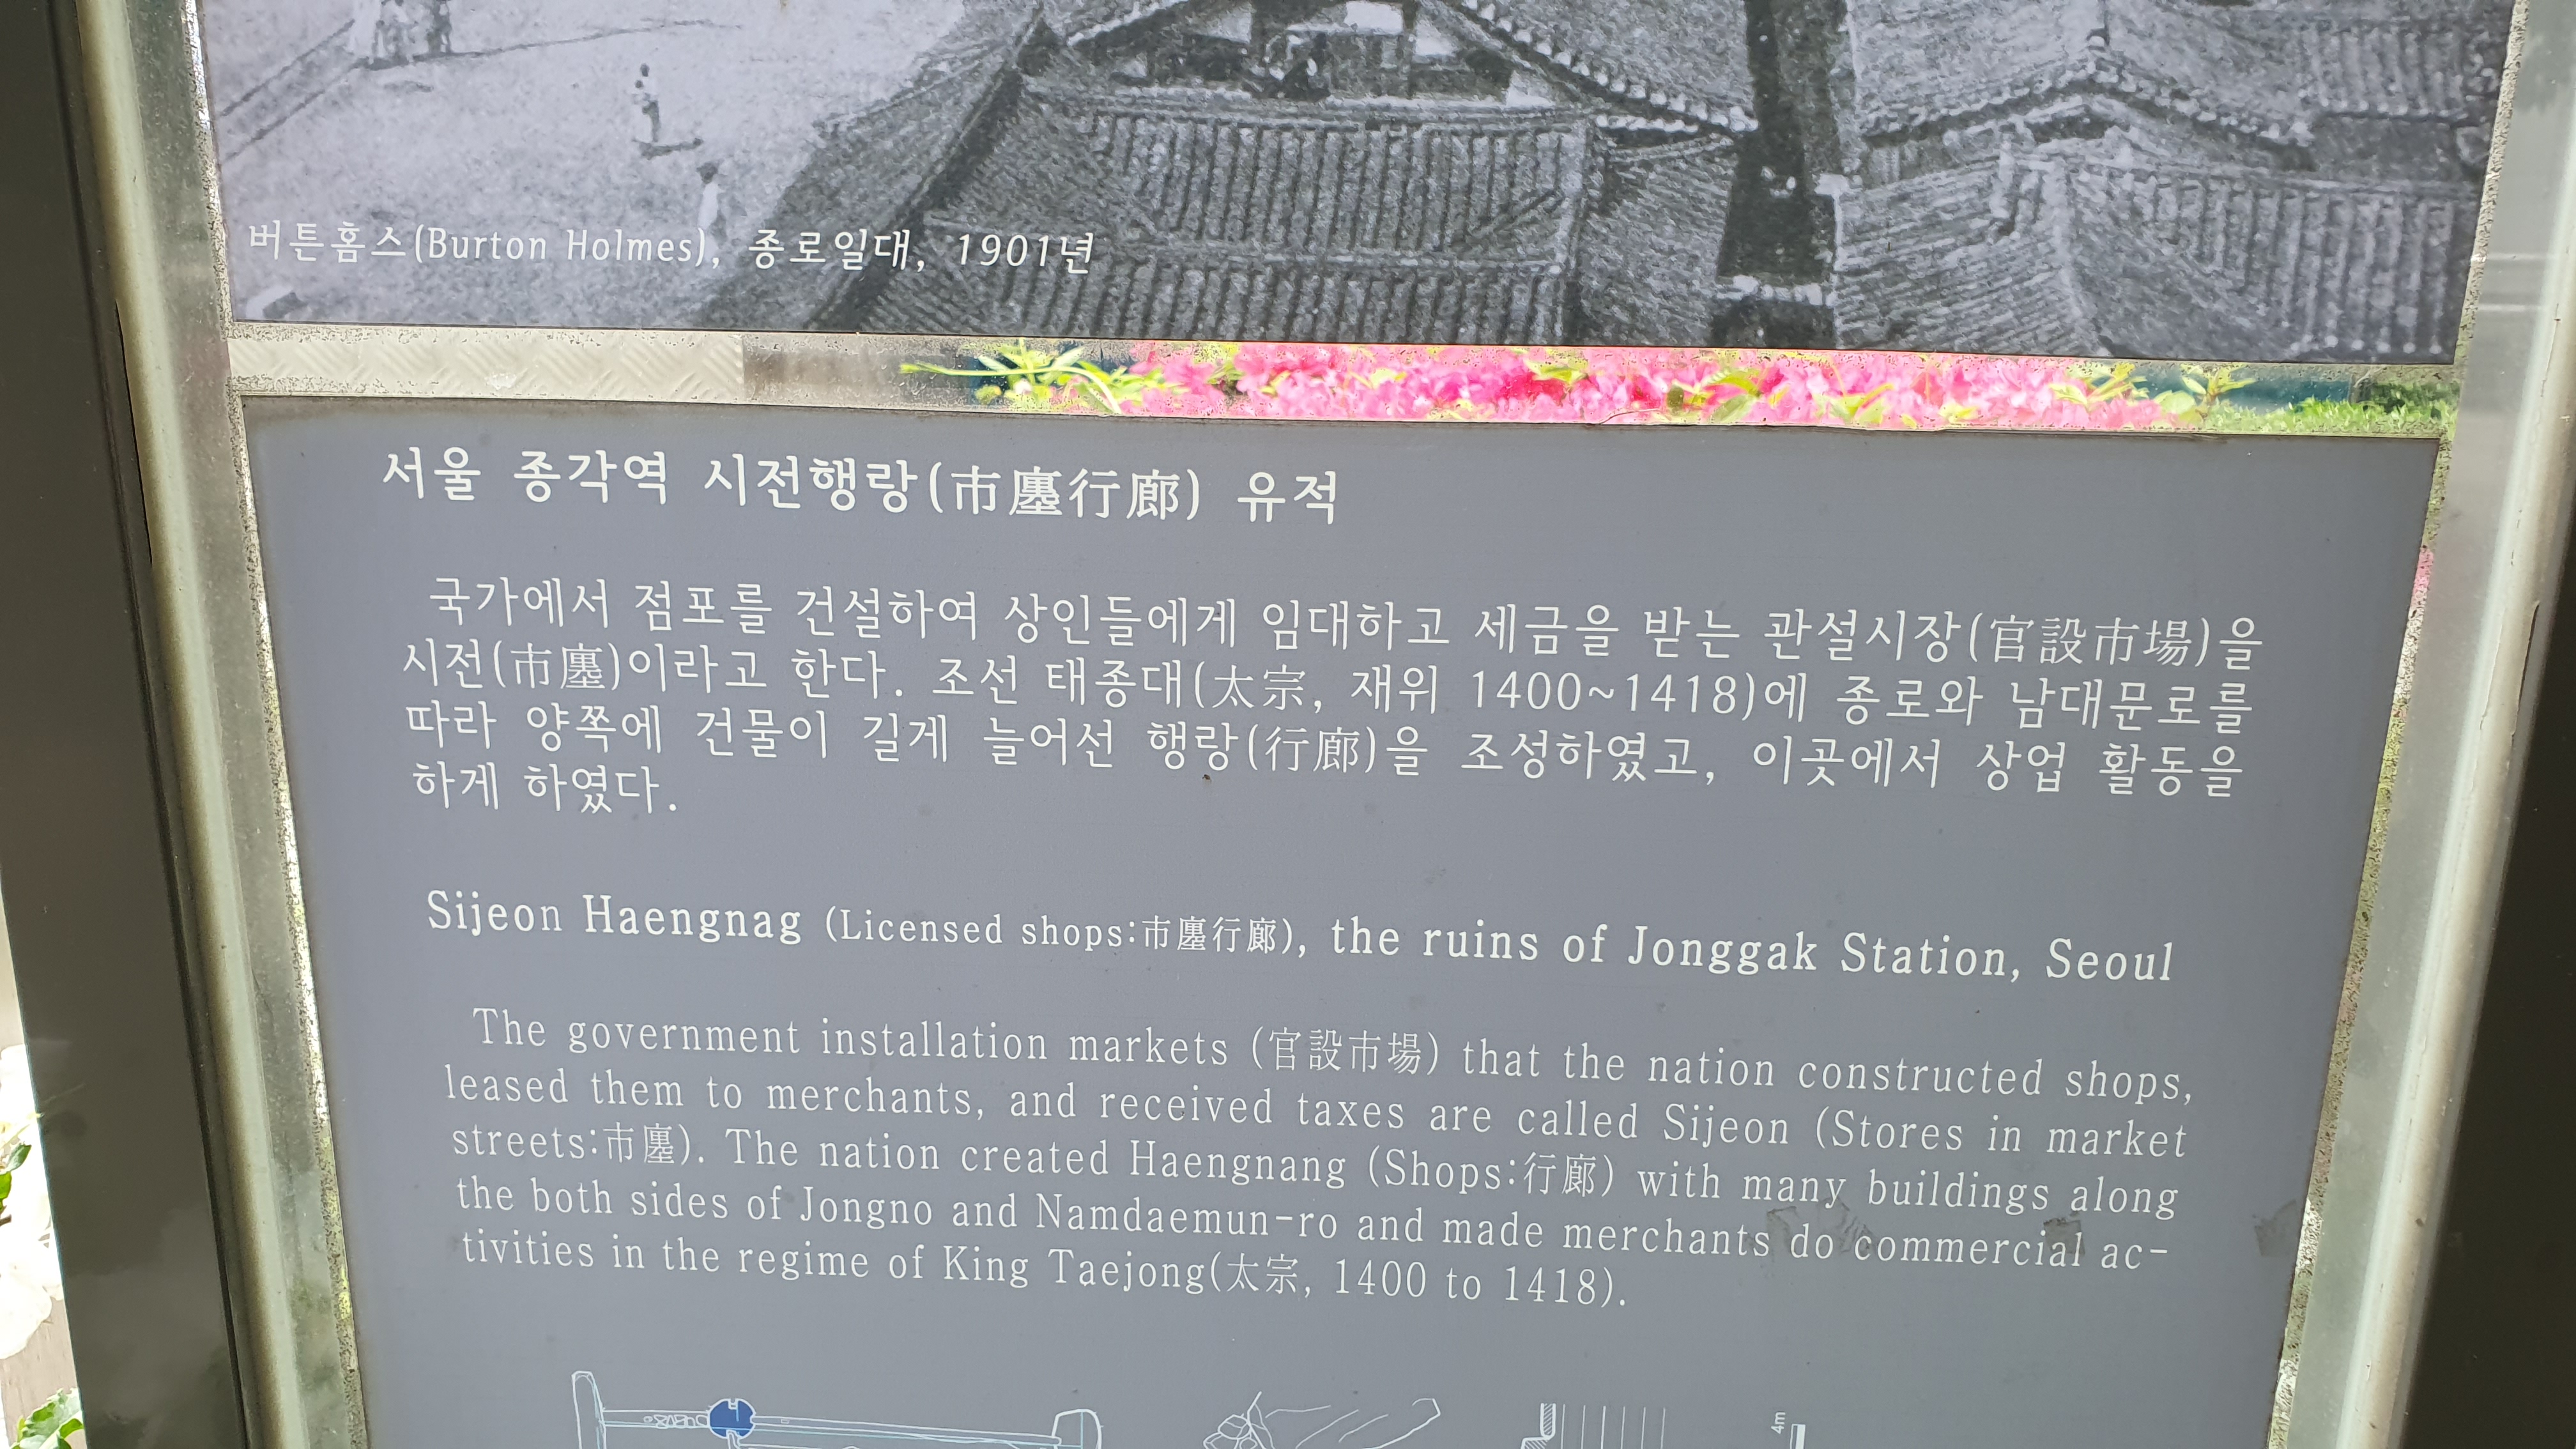 버튼홈스(Burton Holmes), 종로일대, 1901년
서울 종각역 시전행랑(市廛行廊) 유적
국가에서 점포를 건설하여 상인들에게 임대하고 세금을 받는 관설시장(官設市場)을
시전(市廛)이라고 한다. 조선 태종대(太宗, 재위 1400~1418)에 종로와 남대문로를
따라 양쪽에 건물이 길게 늘어선 행랑(行廊)을 조성하였고, 이곳에서 상업 활동을
하게 하였다.
Sijeon Haengnag (Licensed shops:市廛行廊), the ruins of Jonggak Station, Seoul
The government installation markets (官設市場) that the nation constructed shops,
leased them to merchants, and received taxes are called Sijeon (Stores in market
streets:市廛). The nation created Haengnang (Shops:行廊) with many buildings along
the both sides of Jongno and Namdaemun-ro and made merchants do commercial ac-
tivities in the regime of King Taejong(太宗, 1400 to 1418).
4m